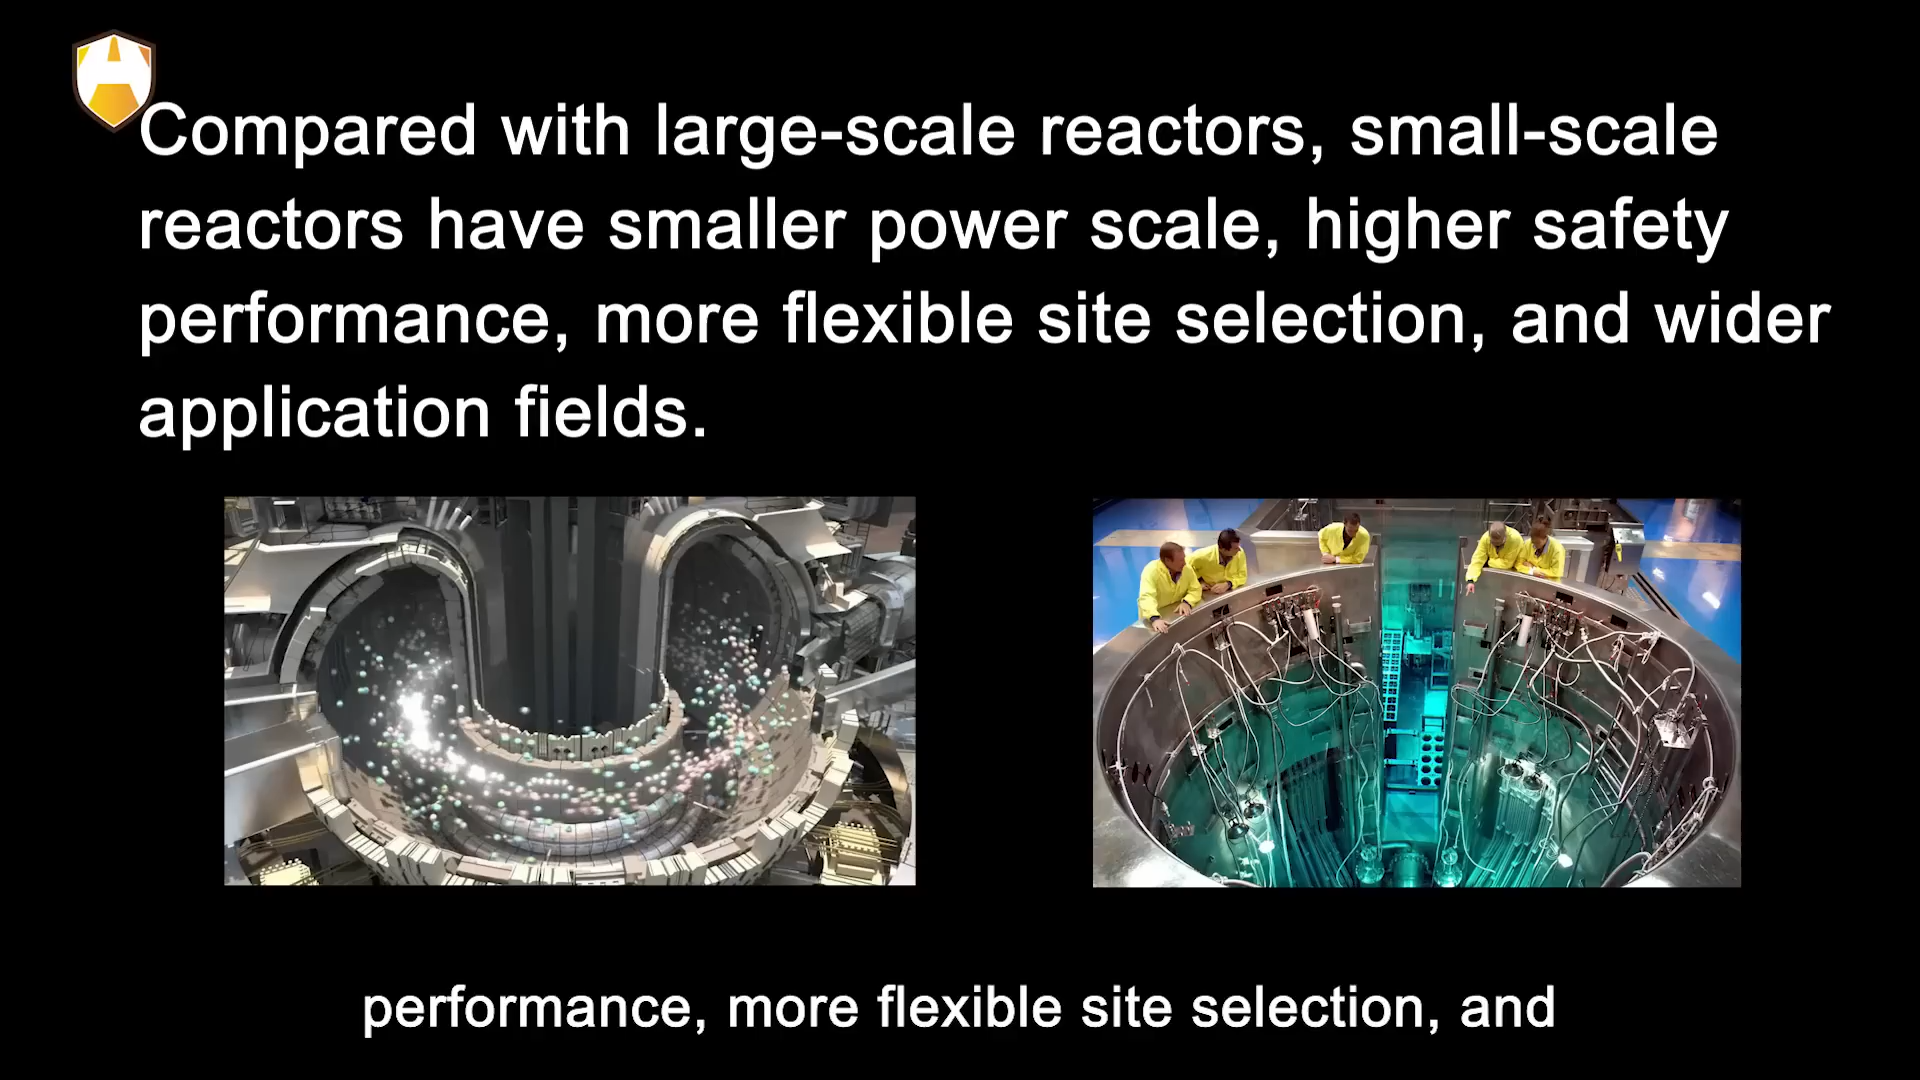 Compared with large-scale reactors, small-scale
reactors have smaller power scale, higher safety
performance, more flexible site selection, and wider
application fields.
performance, more flexible site selection, and